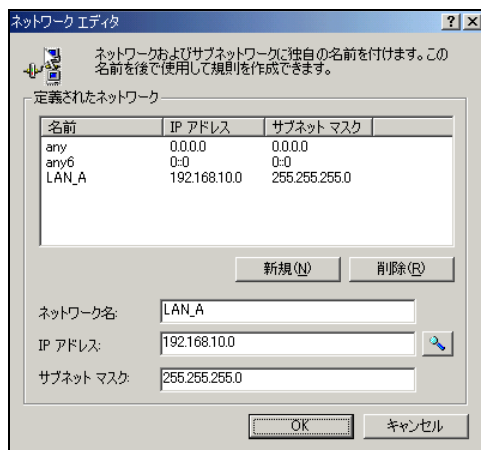 ネットワーク エディタ
ネットワークおよびサブネットワークに独自の名前を付けます。この
名前を後で使用して規則を作成できます。
定義されたネットワーク
名前 IP アドレス サブネット マスク
any 0.0.0.0 0.0.0.0
any6 0::0 0::0
LAN_A 192.168.10.0 255.255.255.0
新規(N) 削除(R)
ネットワーク名: LAN_A
IP アドレス: 192.168.10.0
サブネット マスク: 255.255.255.0
OK キャンセル